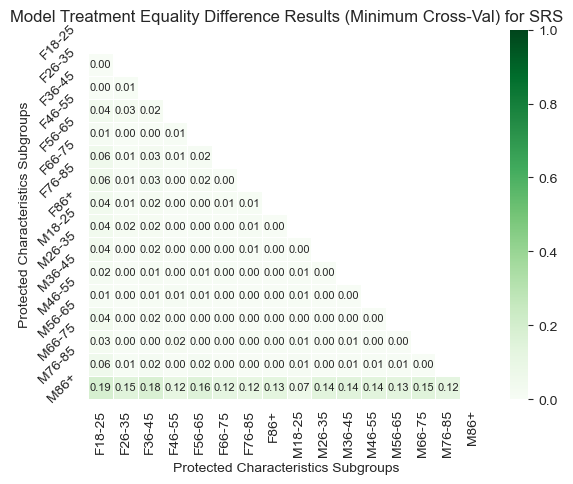 Model Treatment Equality Difference Results (Minimum Cross-Val) for SRS
Protected Characteristics Subgroups
F18-25
F26-35
0.00
F36-45
0.00 0.01
F46-55
0.04 0.03 0.02
F56-65
0.01 0.00 0.00 0.01
F66-75
0.06 0.01 0.03 0.01 0.02
F76-85
0.06 0.01 0.03 0.00 0.02 0.00
F86+
0.04 0.01 0.02 0.00 0.00 0.01 0.01
M18-25
0.04 0.02 0.02 0.00 0.00 0.00 0.01 0.00
M26-35
0.04 0.00 0.02 0.00 0.00 0.00 0.01 0.00 0.00
M36-45
0.02 0.00 0.01 0.00 0.01 0.00 0.00 0.00 0.01 0.00
M46-55
0.01 0.01 0.01 0.00 0.01 0.00 0.00 0.00 0.01 0.00 0.00
M56-65
0.04 0.00 0.02 0.00 0.00 0.00 0.00 0.00 0.00 0.00 0.00 0.00
M66-75
0.03 0.00 0.02 0.00 0.01 0.00 0.00 0.00 0.01 0.00 0.01 0.01 0.00
M76-85
0.06 0.01 0.02 0.00 0.02 0.00 0.00 0.00 0.01 0.00 0.01 0.01 0.01 0.00
M86+
0.19 0.15 0.18 0.12 0.16 0.12 0.12 0.13 0.07 0.14 0.14 0.14 0.13 0.15 0.12
F18-25 F26-35 F36-45 F46-55 F56-65 F66-75 F76-85 F86+ M18-25 M26-35 M36-45 M46-55 M56-65 M66-75 M76-85 M86+
Protected Characteristics Subgroups
1.0
0.8
0.6
0.4
0.2
0.0